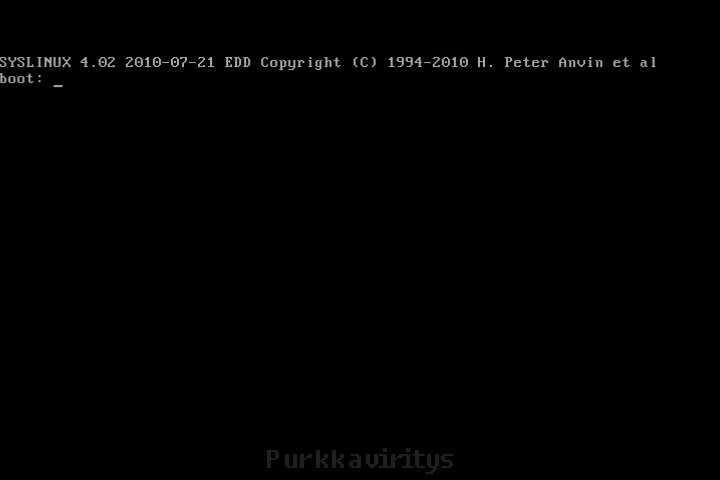 SYSLINUX 4.02 2010-07-21 EDD Copyright (C) 1994-2010 H. Peter Anvin et al
boot: _
Purkkaviritys